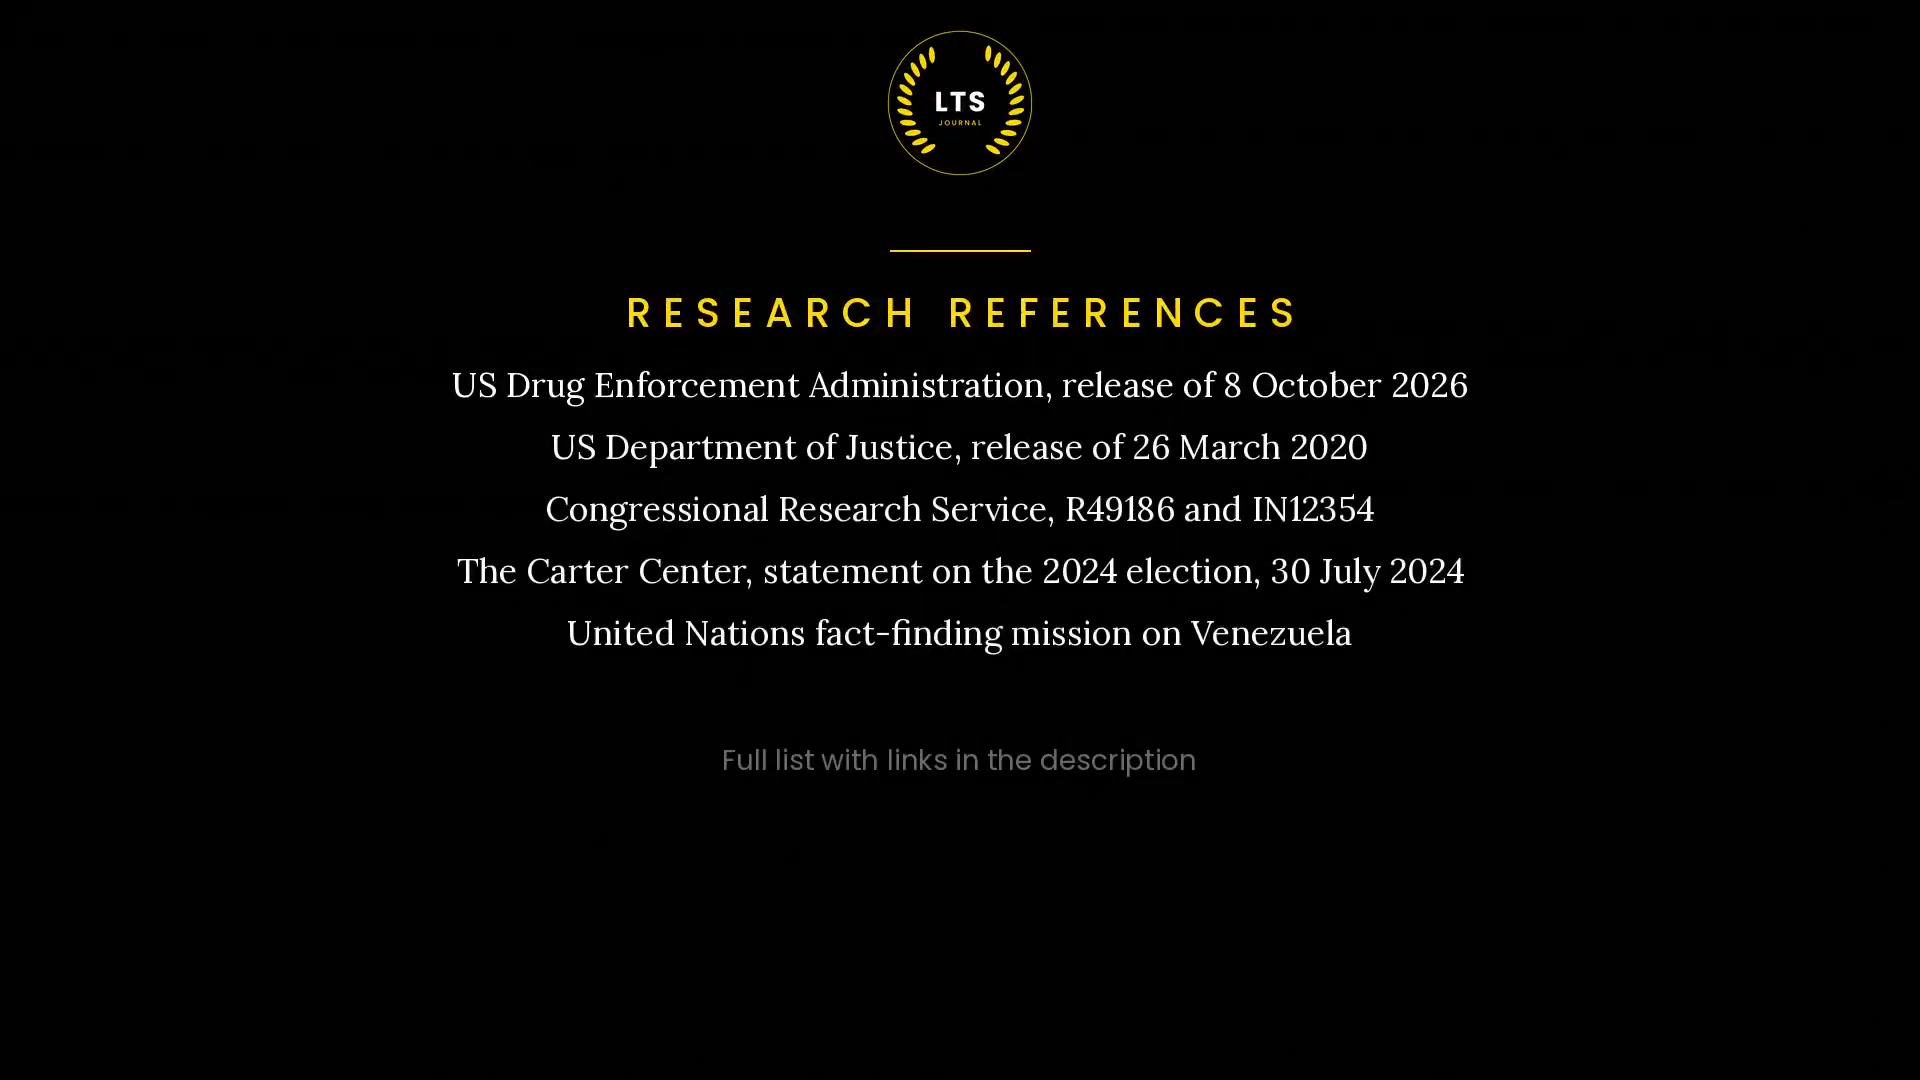 LTS
JOURNAL
RESEARCH REFERENCES
US Drug Enforcement Administration, release of 8 October 2026
US Department of Justice, release of 26 March 2020
Congressional Research Service, R49186 and IN12354
The Carter Center, statement on the 2024 election, 30 July 2024
United Nations fact-finding mission on Venezuela
Full list with links in the description